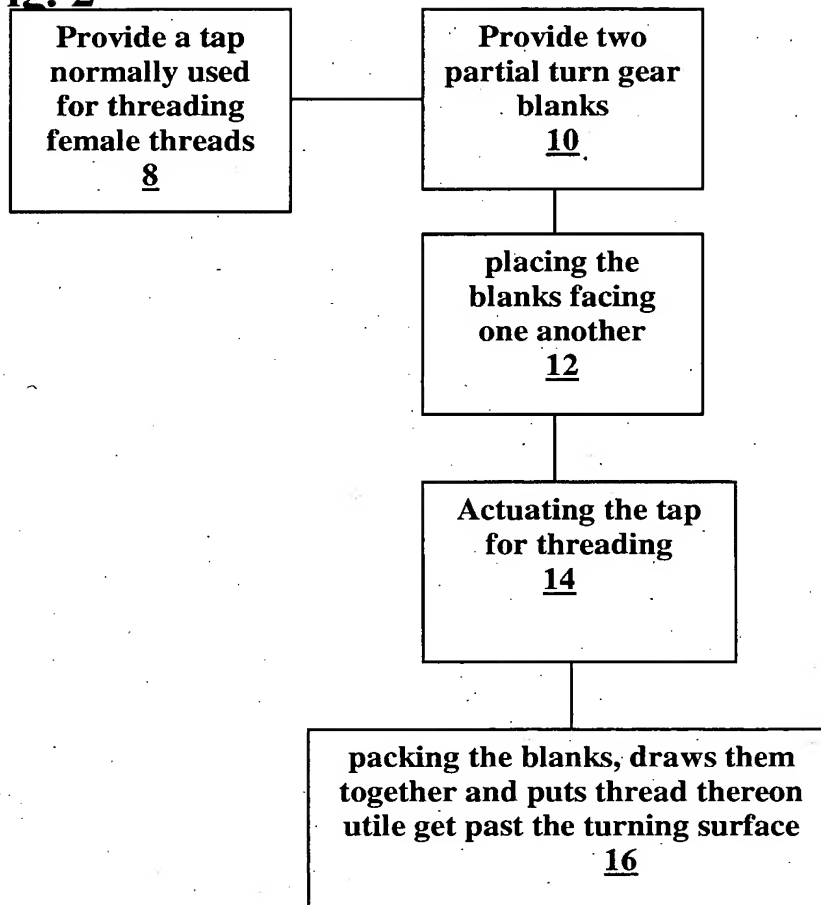 Fig. 2
Provide a tap
normally used
for threading
female threads
8
Provide two
partial turn gear
blanks
10
placing the
blanks facing
one another
12
Actuating the tap
for threading
14
packing the blanks, draws them
together and puts thread thereon
utile get past the turning surface
16